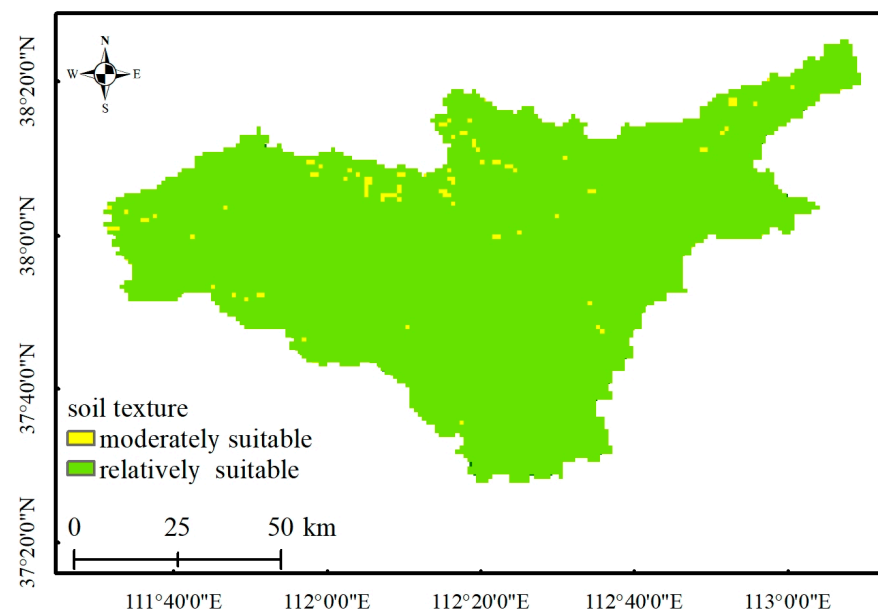 N
W E
S
38°20'0"N
38°0'0"N
37°40'0"N
37°20'0"N
soil texture
moderately suitable
relatively suitable
0 25 50 km
111°40'0"E 112°0'0"E 112°20'0"E 112°40'0"E 113°0'0"E